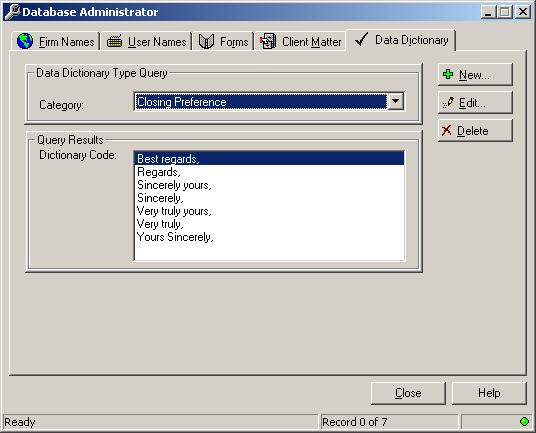 Database Administrator
Firm Names
User Names
Forms
Client Matter
Data Dictionary
Data Dictionary Type Query
Category:
Closing Preference
New...
Edit...
Delete
Query Results
Dictionary Code:
Best regards,
Regards,
Sincerely yours,
Sincerely,
Very truly yours,
Very truly,
Yours Sincerely,
Close
Help
Ready
Record 0 of 7